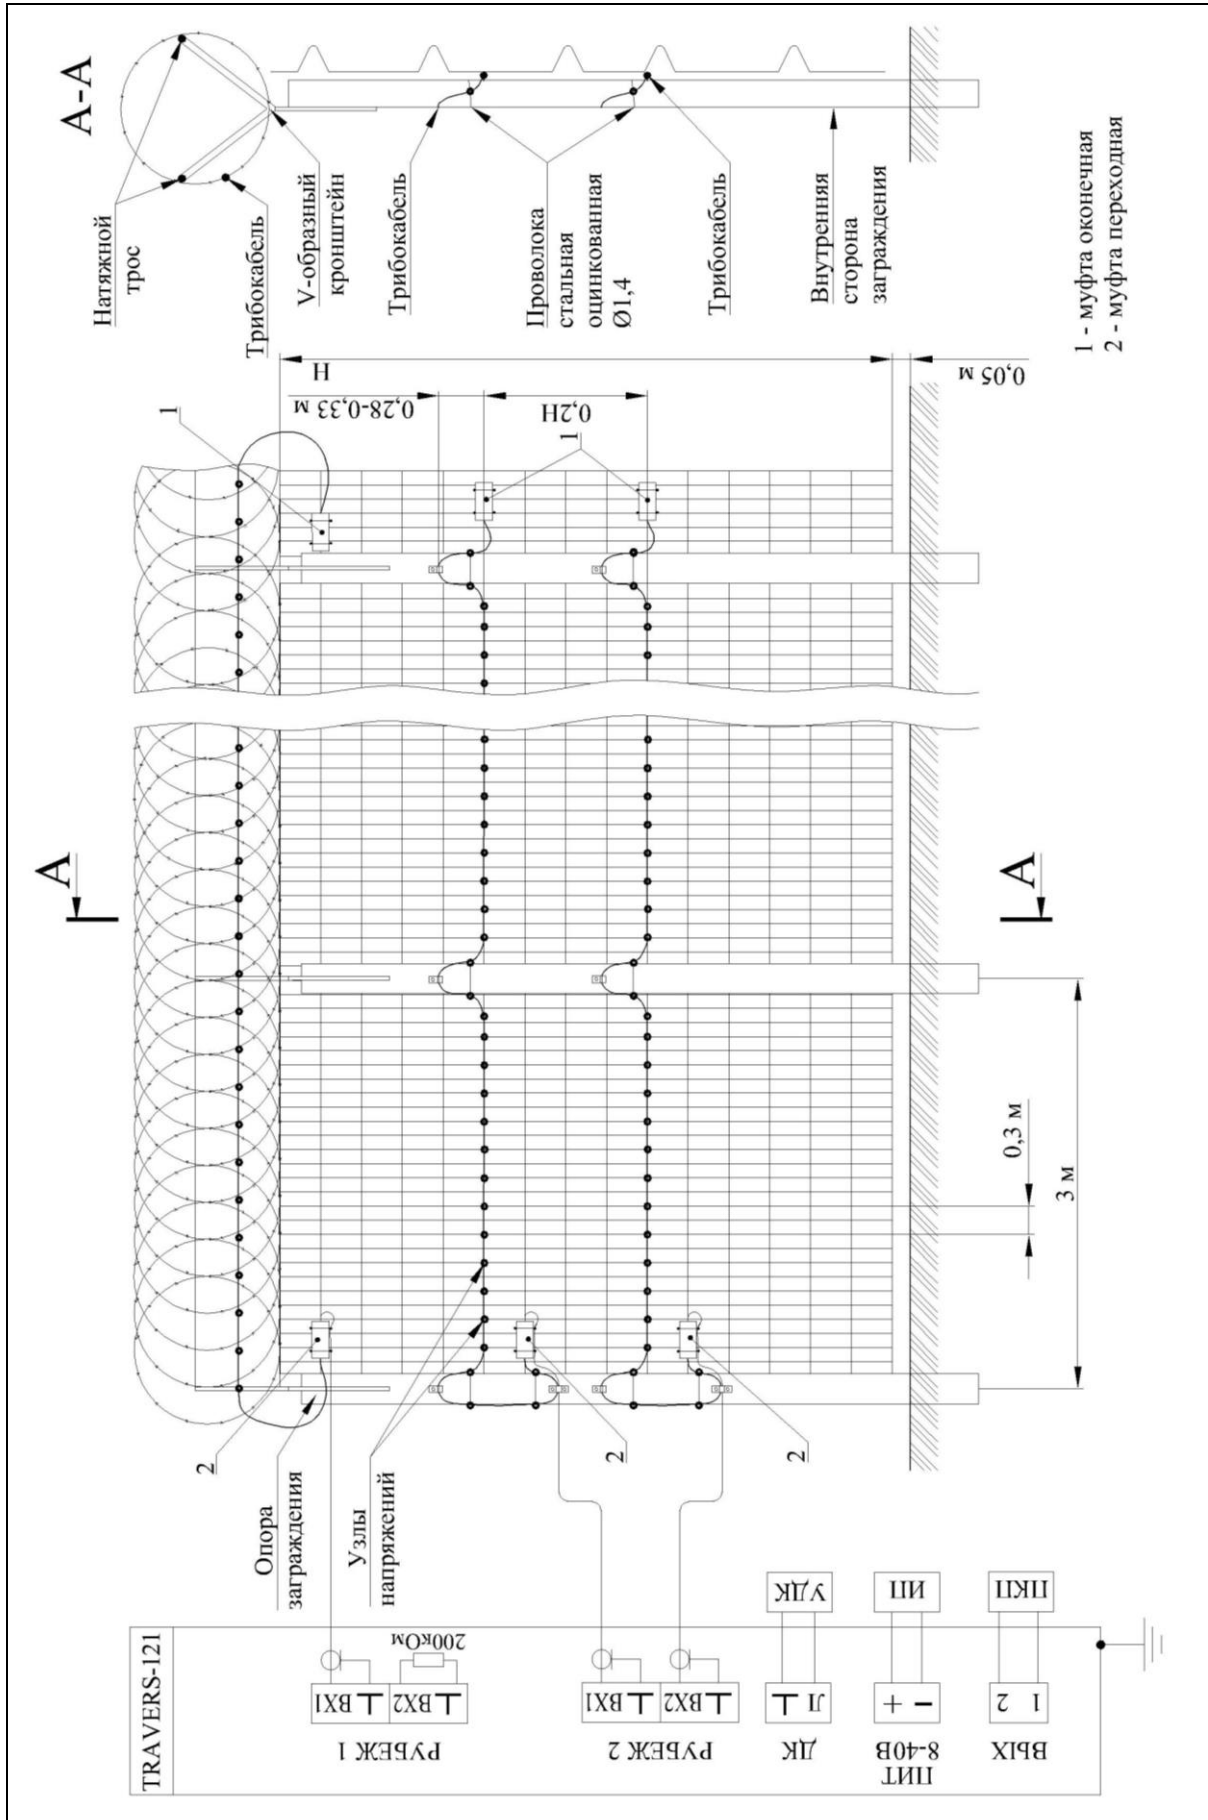 А-А
Натяжной
трос
Трибокабель
V-образный
кронштейн
Трибокабель
Проволока
стальная
оцинкованная
Ø1,4
Трибокабель
Внутренняя
сторона
заграждения
1 - муфта оконечная
2 - муфта переходная
1
H
0,28-0,33 м
0,2H
1
0,05 м
А
А
0,3 м
3 м
2
Опора
заграждения
Узлы
напряжений
2
2
TRAVERS-121
200кОм
ВХ1
ВХ2
РУБЕЖ 1
ВХ1
ВХ2
РУБЕЖ 2
УДК
Л
ДК
ИП
+
−
ПИТ
8-40В
ПКП
1 2
ВЫХ